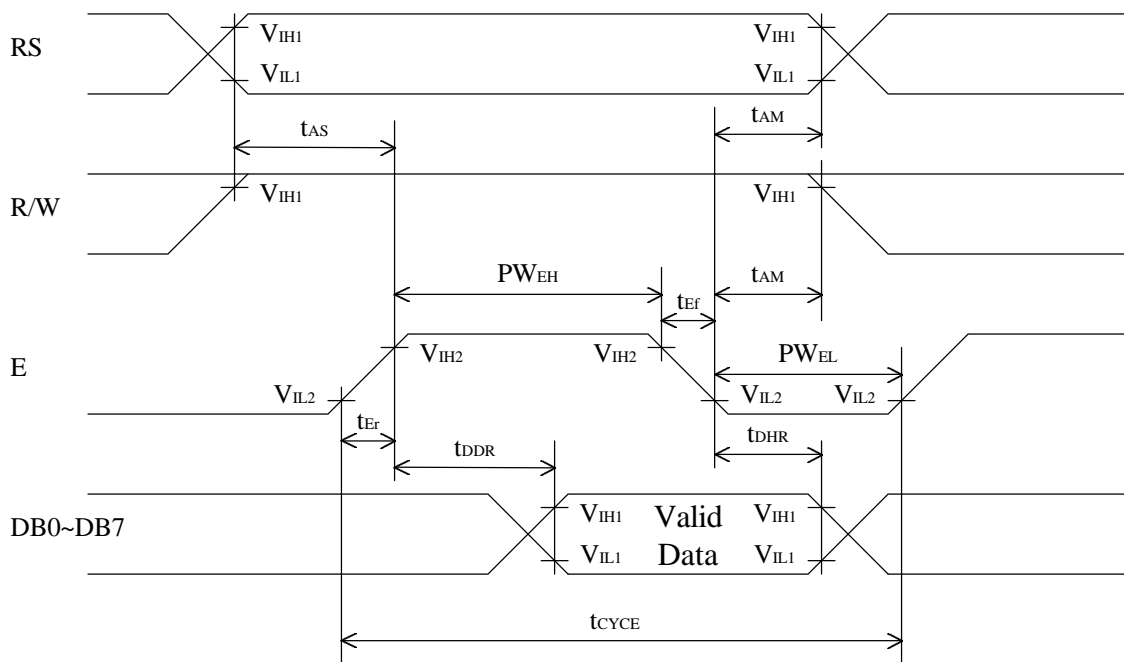 RS
VIH1
VIH1
VIL1
VIL1
tAS
tAM
R/W
VIH1
VIH1
PWEH
tEf
tAM
E
VIH2
VIH2
PWEL
VIL2
VIL2
VIL2
tEr
tDDR
tDHR
DB0~DB7
VIH1
Valid
VIH1
VIL1
Data
VIL1
tCYCE